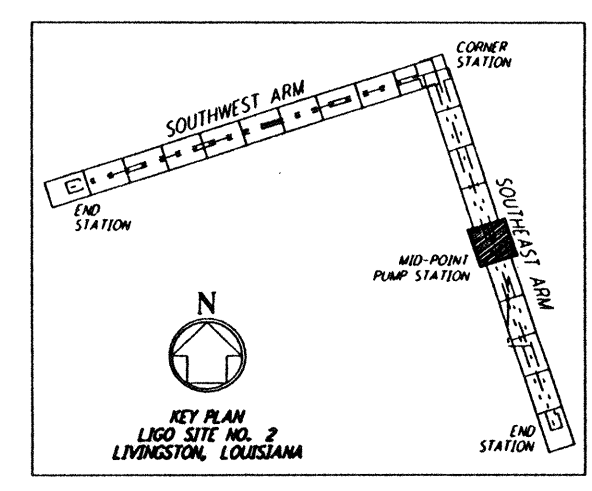 CORNER
STATION
SOUTHWEST ARM
END
STATION
SOUTHEAST ARM
MID-POINT
PUMP STATION
N
KEY PLAN
LIGO SITE NO. 2
LIVINGSTON, LOUISIANA
END
STATION